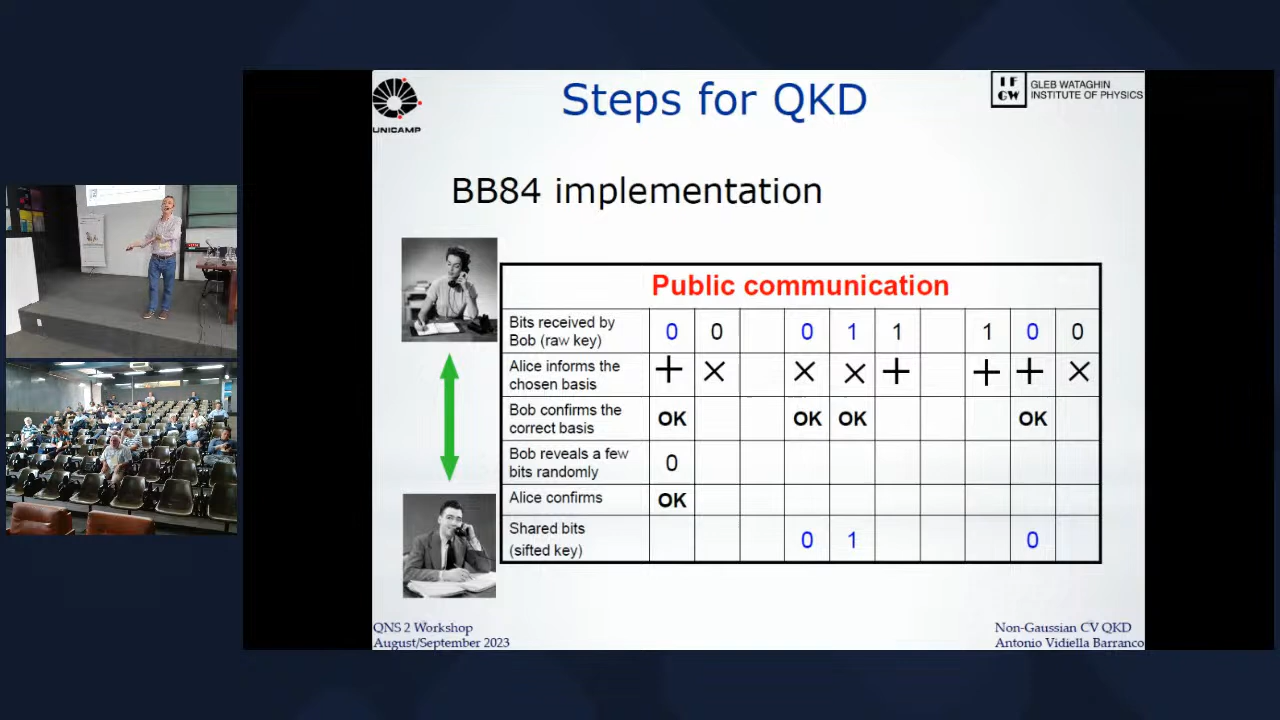 UNICAMP
Steps for QKD
I F
GW
GLEB WATAGHIN
INSTITUTE OF PHYSICS
BB84 implementation
Public communication
Bits received by
Bob (raw key)
0 0 0 1 1 1 0 0
Alice informs the
chosen basis
+ × × × + + + ×
Bob confirms the
correct basis
OK OK OK OK
Bob reveals a few
bits randomly
0
Alice confirms
OK
Shared bits
(sifted key)
0 1 0
QNS 2 Workshop
August/September 2023
Non-Gaussian CV QKD
Antonio Vidiella Barranco